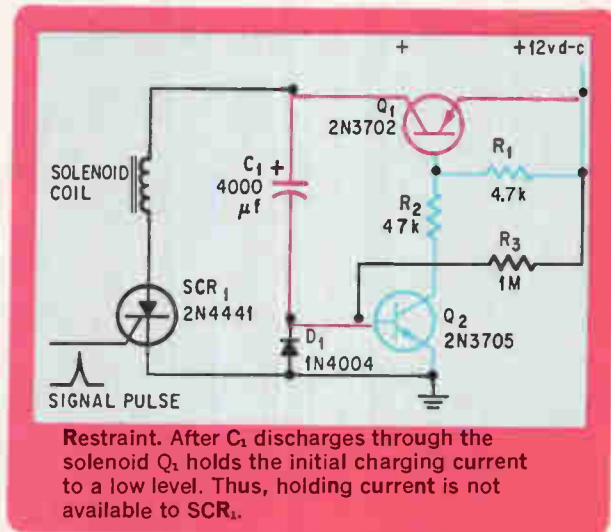 +
+12vd-c
Q₁
2N3702
SOLENOID
COIL
C₁ +
4000
μf
R₁
4.7k
R₂
47k
R₃
1M
SCR₁
2N4441
Q₂
2N3705
D₁
1N4004
SIGNAL PULSE
Restraint. After C₁ discharges through the
solenoid Q₁ holds the initial charging current
to a low level. Thus, holding current is not
available to SCR₁.